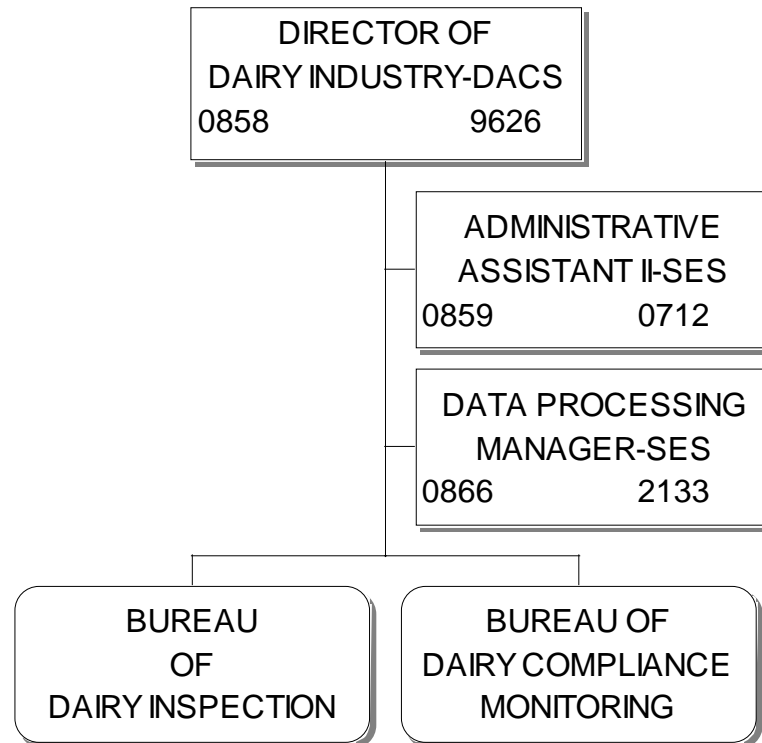 DIRECTOR OF
DAIRY INDUSTRY-DACS
0858 9626
ADMINISTRATIVE
ASSISTANT II-SES
0859 0712
DATA PROCESSING
MANAGER-SES
0866 2133
BUREAU
OF
DAIRY INSPECTION
BUREAU OF
DAIRY COMPLIANCE
MONITORING